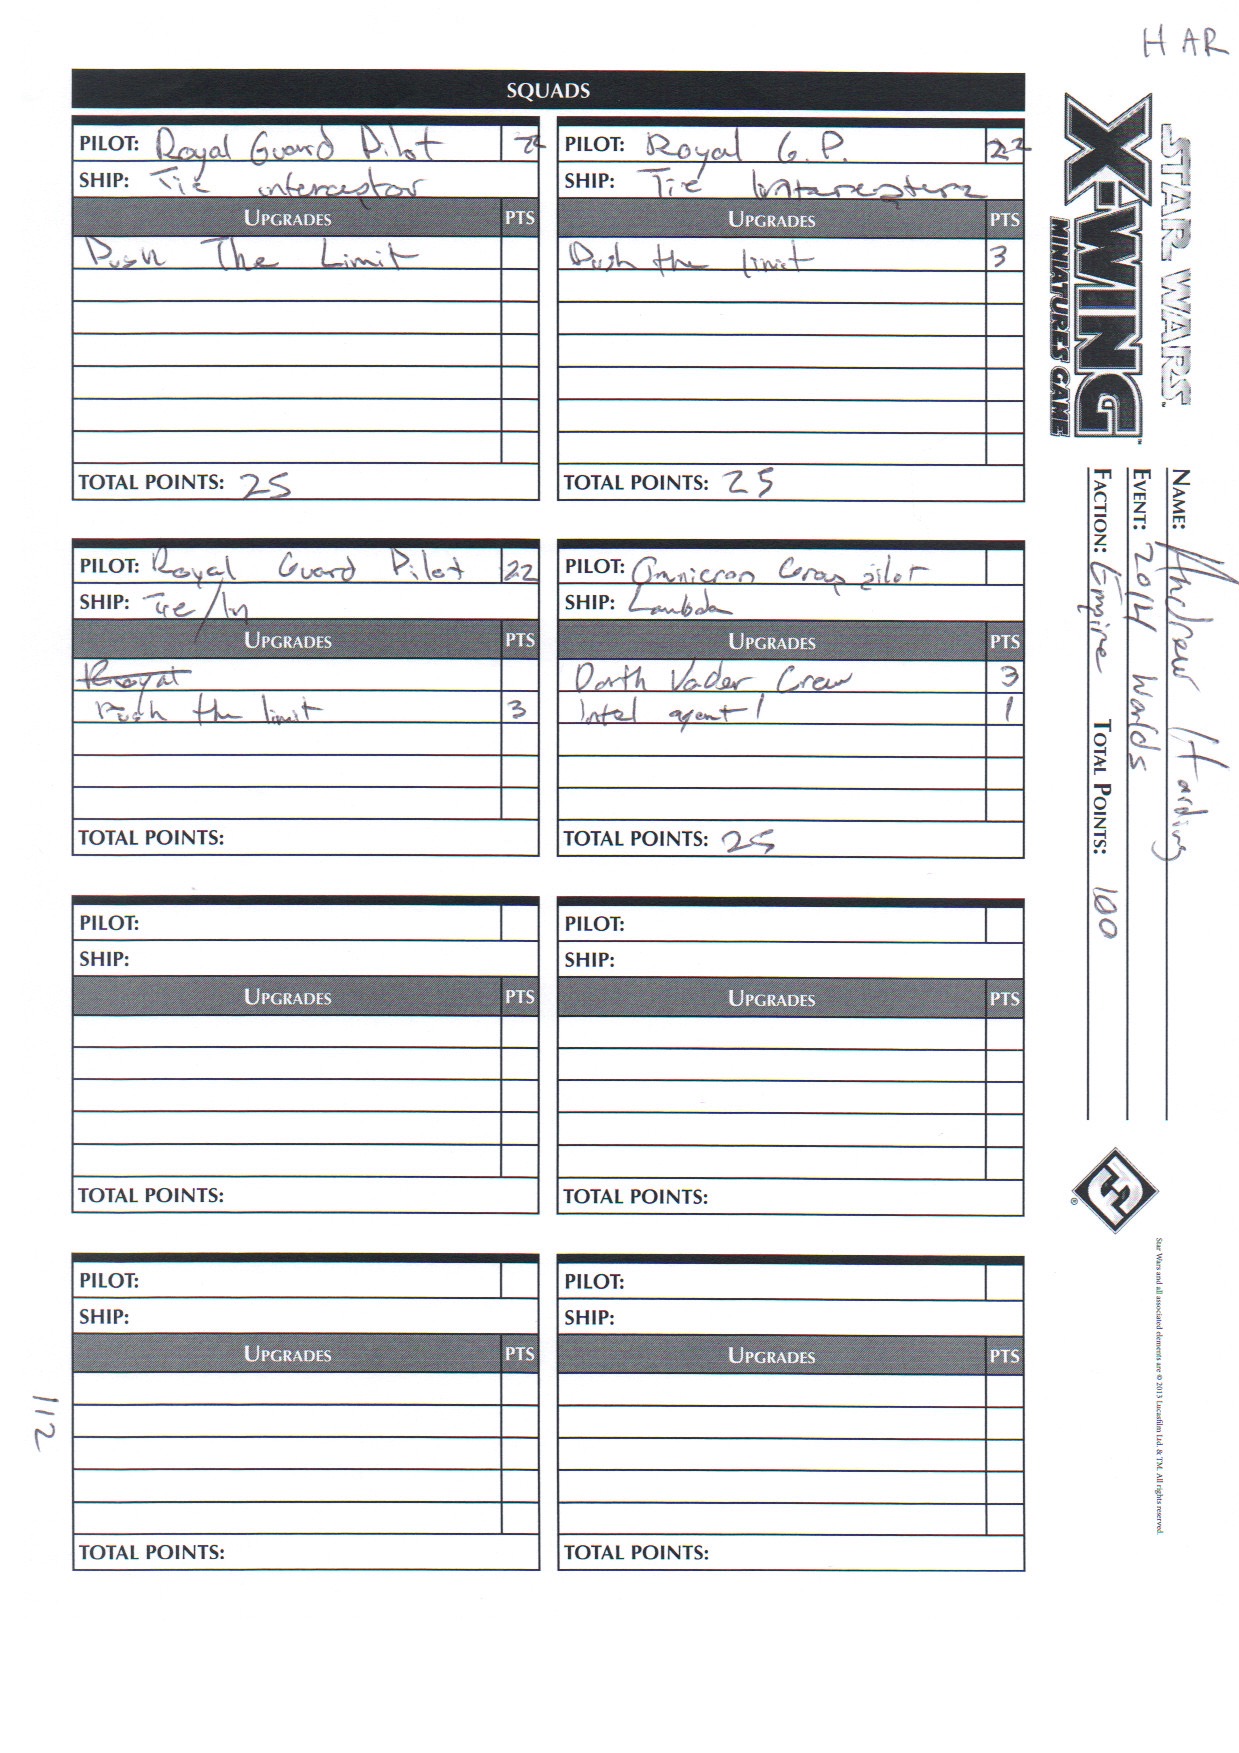 HAR
SQUADS
PILOT: Royal Guard Pilot 22
SHIP: Tie interceptor
UPGRADES PTS
Push The Limit
TOTAL POINTS: 25
PILOT: Royal G.P. 22
SHIP: Tie
UPGRADES PTS
Push the limit 3
TOTAL POINTS: 25
PILOT: Royal Guard Pilot 22
SHIP: Tie/In
UPGRADES PTS
Royal
Push the limit 3
TOTAL POINTS:
PILOT: Omnicron Group pilot
SHIP: Lambda
UPGRADES PTS
Darth Vader Crew 3
Intel agent 1
TOTAL POINTS: 25
PILOT:
SHIP:
UPGRADES PTS
TOTAL POINTS:
PILOT:
SHIP:
UPGRADES PTS
TOTAL POINTS:
PILOT:
SHIP:
UPGRADES PTS
TOTAL POINTS:
PILOT:
SHIP:
UPGRADES PTS
TOTAL POINTS:
STAR WARS™
X-WING™
MINIATURES GAME
NAME: Andrew Harding
EVENT: 2014 Worlds
FACTION: Empire TOTAL POINTS: 100
®
Star Wars and all associated elements are © 2013 Lucasfilm Ltd. & TM. All rights reserved.
112